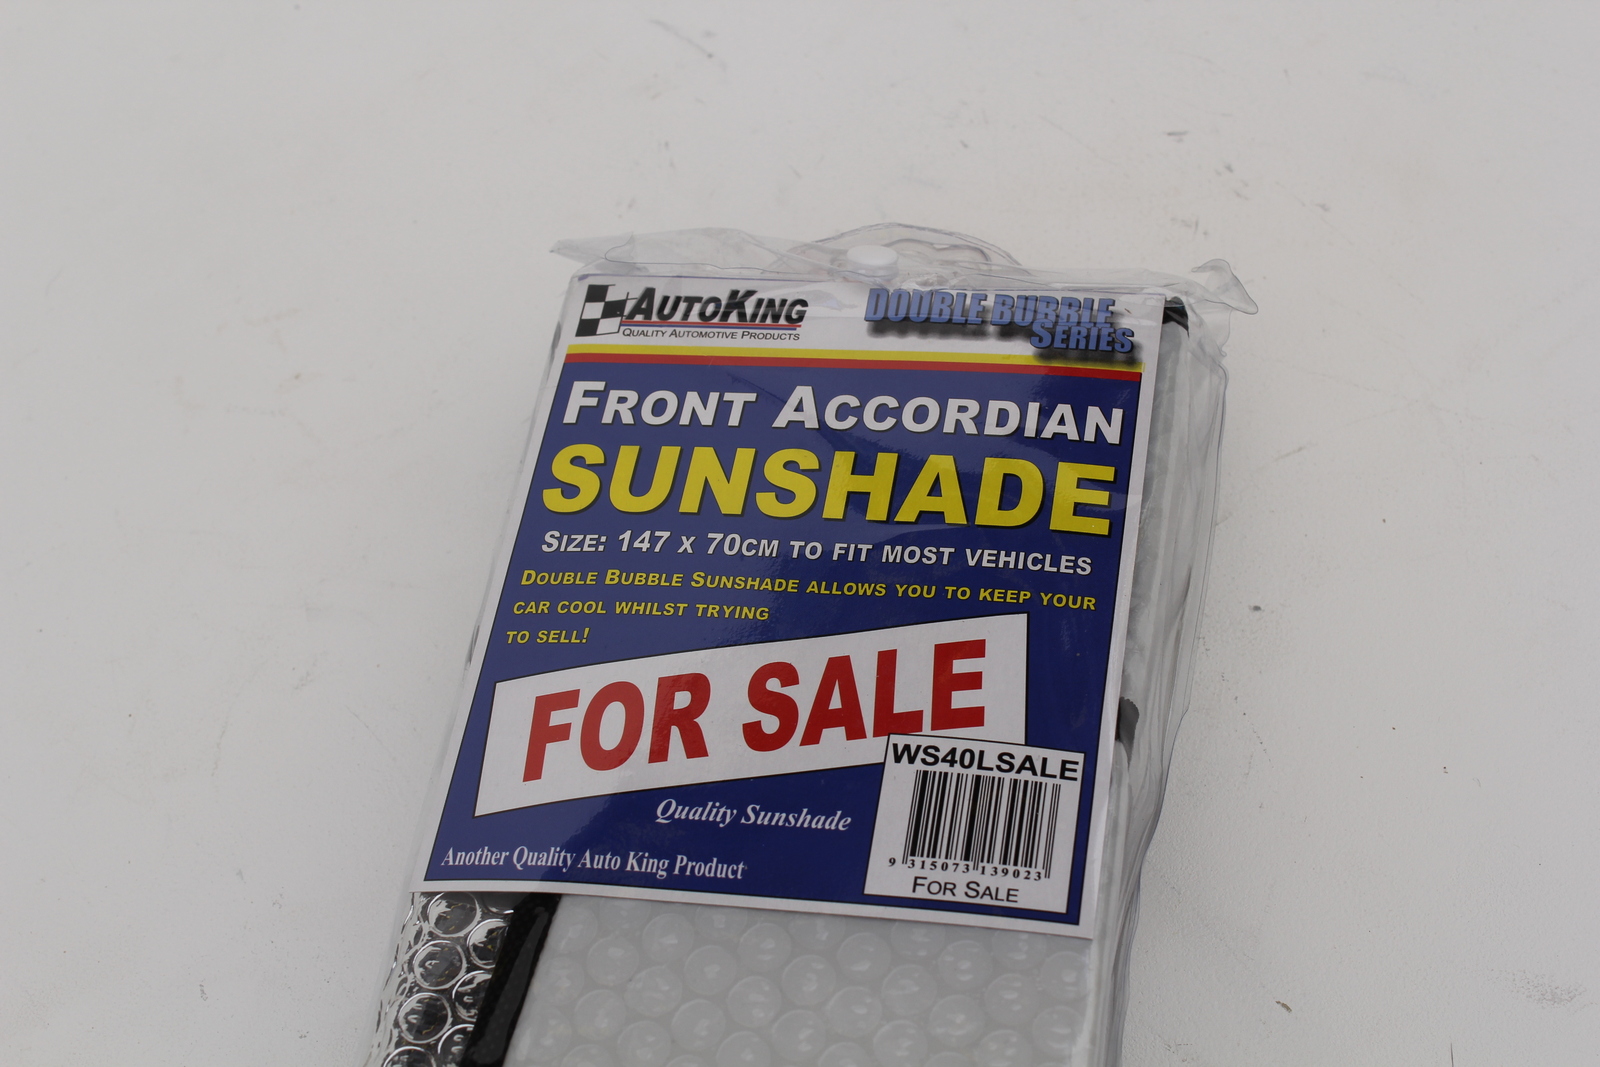 AUTOKING
QUALITY AUTOMOTIVE PRODUCTS
DOUBLE BUBBLE
SERIES
FRONT ACCORDIAN
SUNSHADE
SIZE: 147 X 70CM TO FIT MOST VEHICLES
DOUBLE BUBBLE SUNSHADE ALLOWS YOU TO KEEP YOUR
CAR COOL WHILST TRYING
TO SELL!
FOR SALE
WS40LSALE
9 315073 139023
FOR SALE
Quality Sunshade
Another Quality Auto King Product